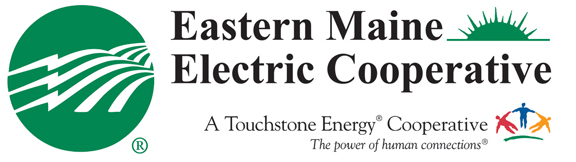 Eastern Maine
Electric Cooperative
®
A Touchstone Energy® Cooperative
The power of human connections®